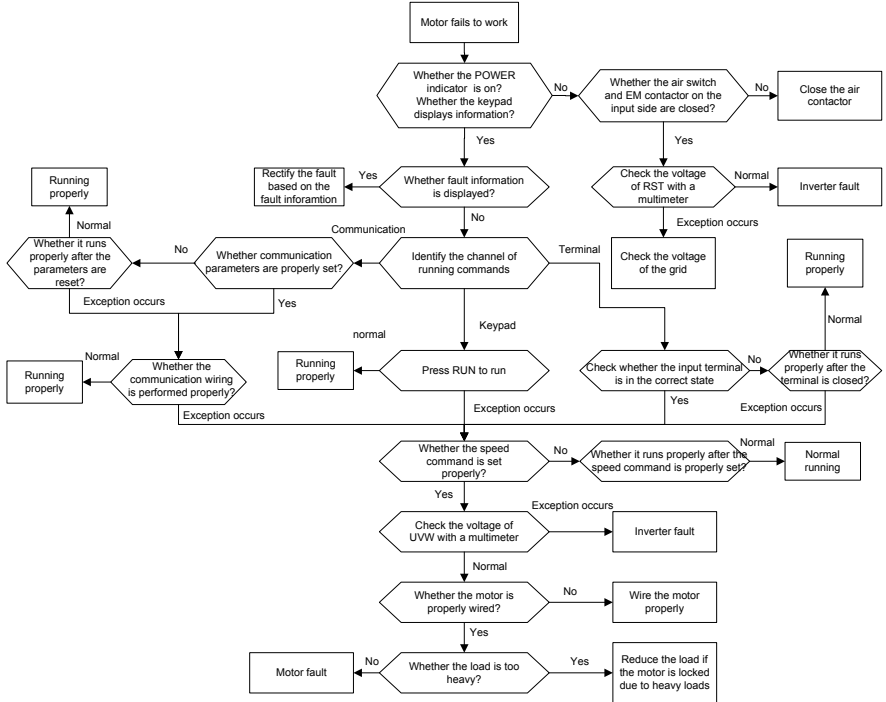 Motor fails to work
Whether the POWER
indicator is on?
Whether the keypad
displays information?
No
Whether the air switch
and EM contactor on the
input side are closed?
No
Close the air
contactor
Yes
Yes
Rectify the fault
based on the
fault inforamtion
Yes
Whether fault information
is displayed?
Check the voltage
of RST with a
multimeter
Normal
Inverter fault
Running
properly
Normal
No
Exception occurs
Communication
Whether it runs
properly after the
parameters are
reset?
No
Whether communication
parameters are properly set?
Identify the channel of
running commands
Terminal
Check the voltage
of the grid
Running
properly
Exception occurs
Yes
Keypad
Normal
normal
Running
properly
Normal
Whether the
communication wiring
is performed properly?
Running
properly
Press RUN to run
Check whether the input terminal
is in the correct state
No
Whether it runs
properly after the
terminal is closed?
Exception occurs
Exception occurs
Yes
Exception occurs
Whether the speed
command is set
properly?
No
Whether it runs properly after the
speed command is properly set?
Normal
Normal
running
Yes
Exception occurs
Check the voltage of
UVW with a multimeter
Inverter fault
Normal
Whether the motor is
properly wired?
No
Wire the motor
properly
Yes
Motor fault
No
Whether the load is too
heavy?
Yes
Reduce the load if
the motor is locked
due to heavy loads